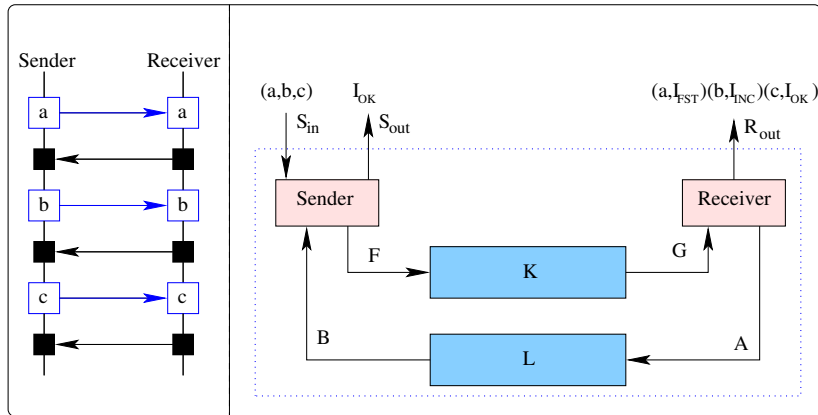 Sender Receiver
a a
b b
c c
(a,b,c) I_OK (a,I_FST)(b,I_INC)(c,I_OK)
S_in S_out R_out
Sender Receiver
F K G
B L A